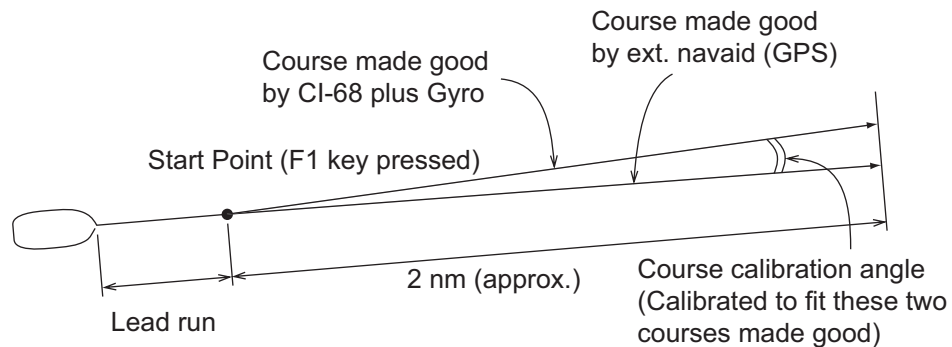 Course made good
by CI-68 plus Gyro
Course made good
by ext. navaid (GPS)
Start Point (F1 key pressed)
2 nm (approx.)
Lead run
Course calibration angle
(Calibrated to fit these two
courses made good)